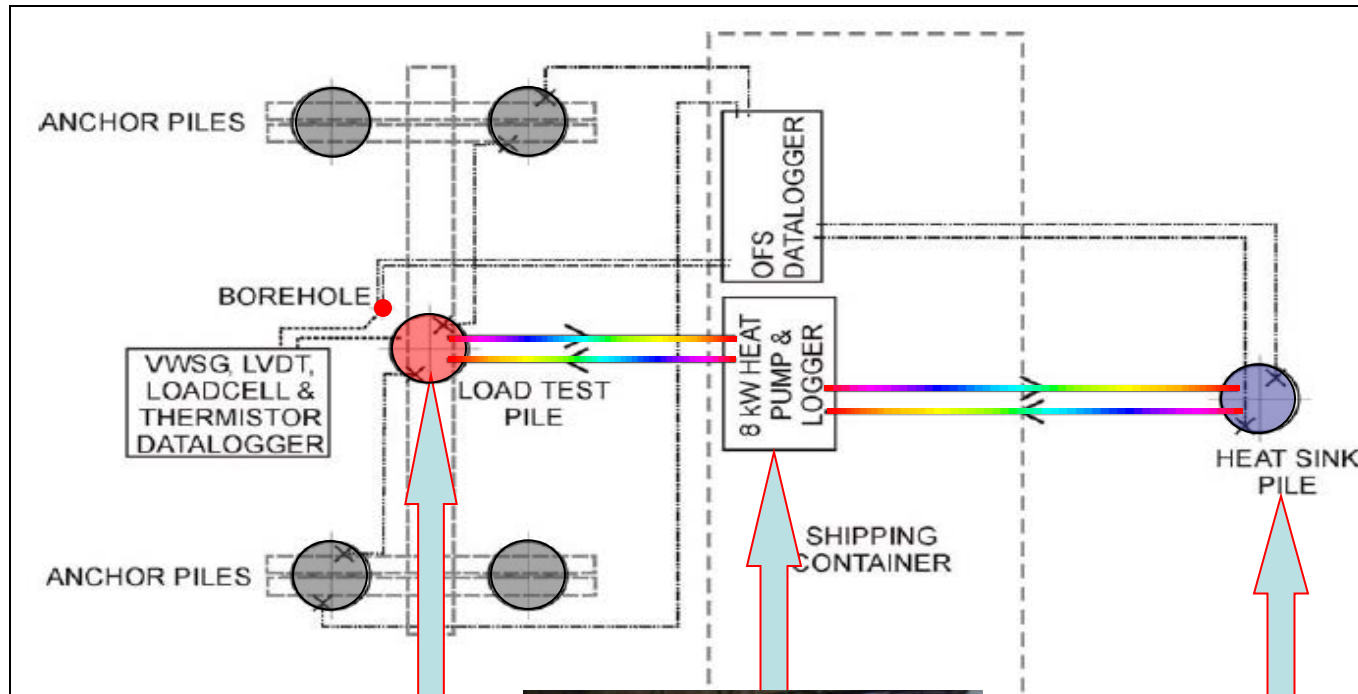 ANCHOR PILES
OFS
DATALOGGER
BOREHOLE
VWSG, LVDT,
LOADCELL &
THERMISTOR
DATALOGGER
LOAD TEST
PILE
8 kW HEAT
PUMP &
LOGGER
HEAT SINK
PILE
SHIPPING
CONTAINER
ANCHOR PILES